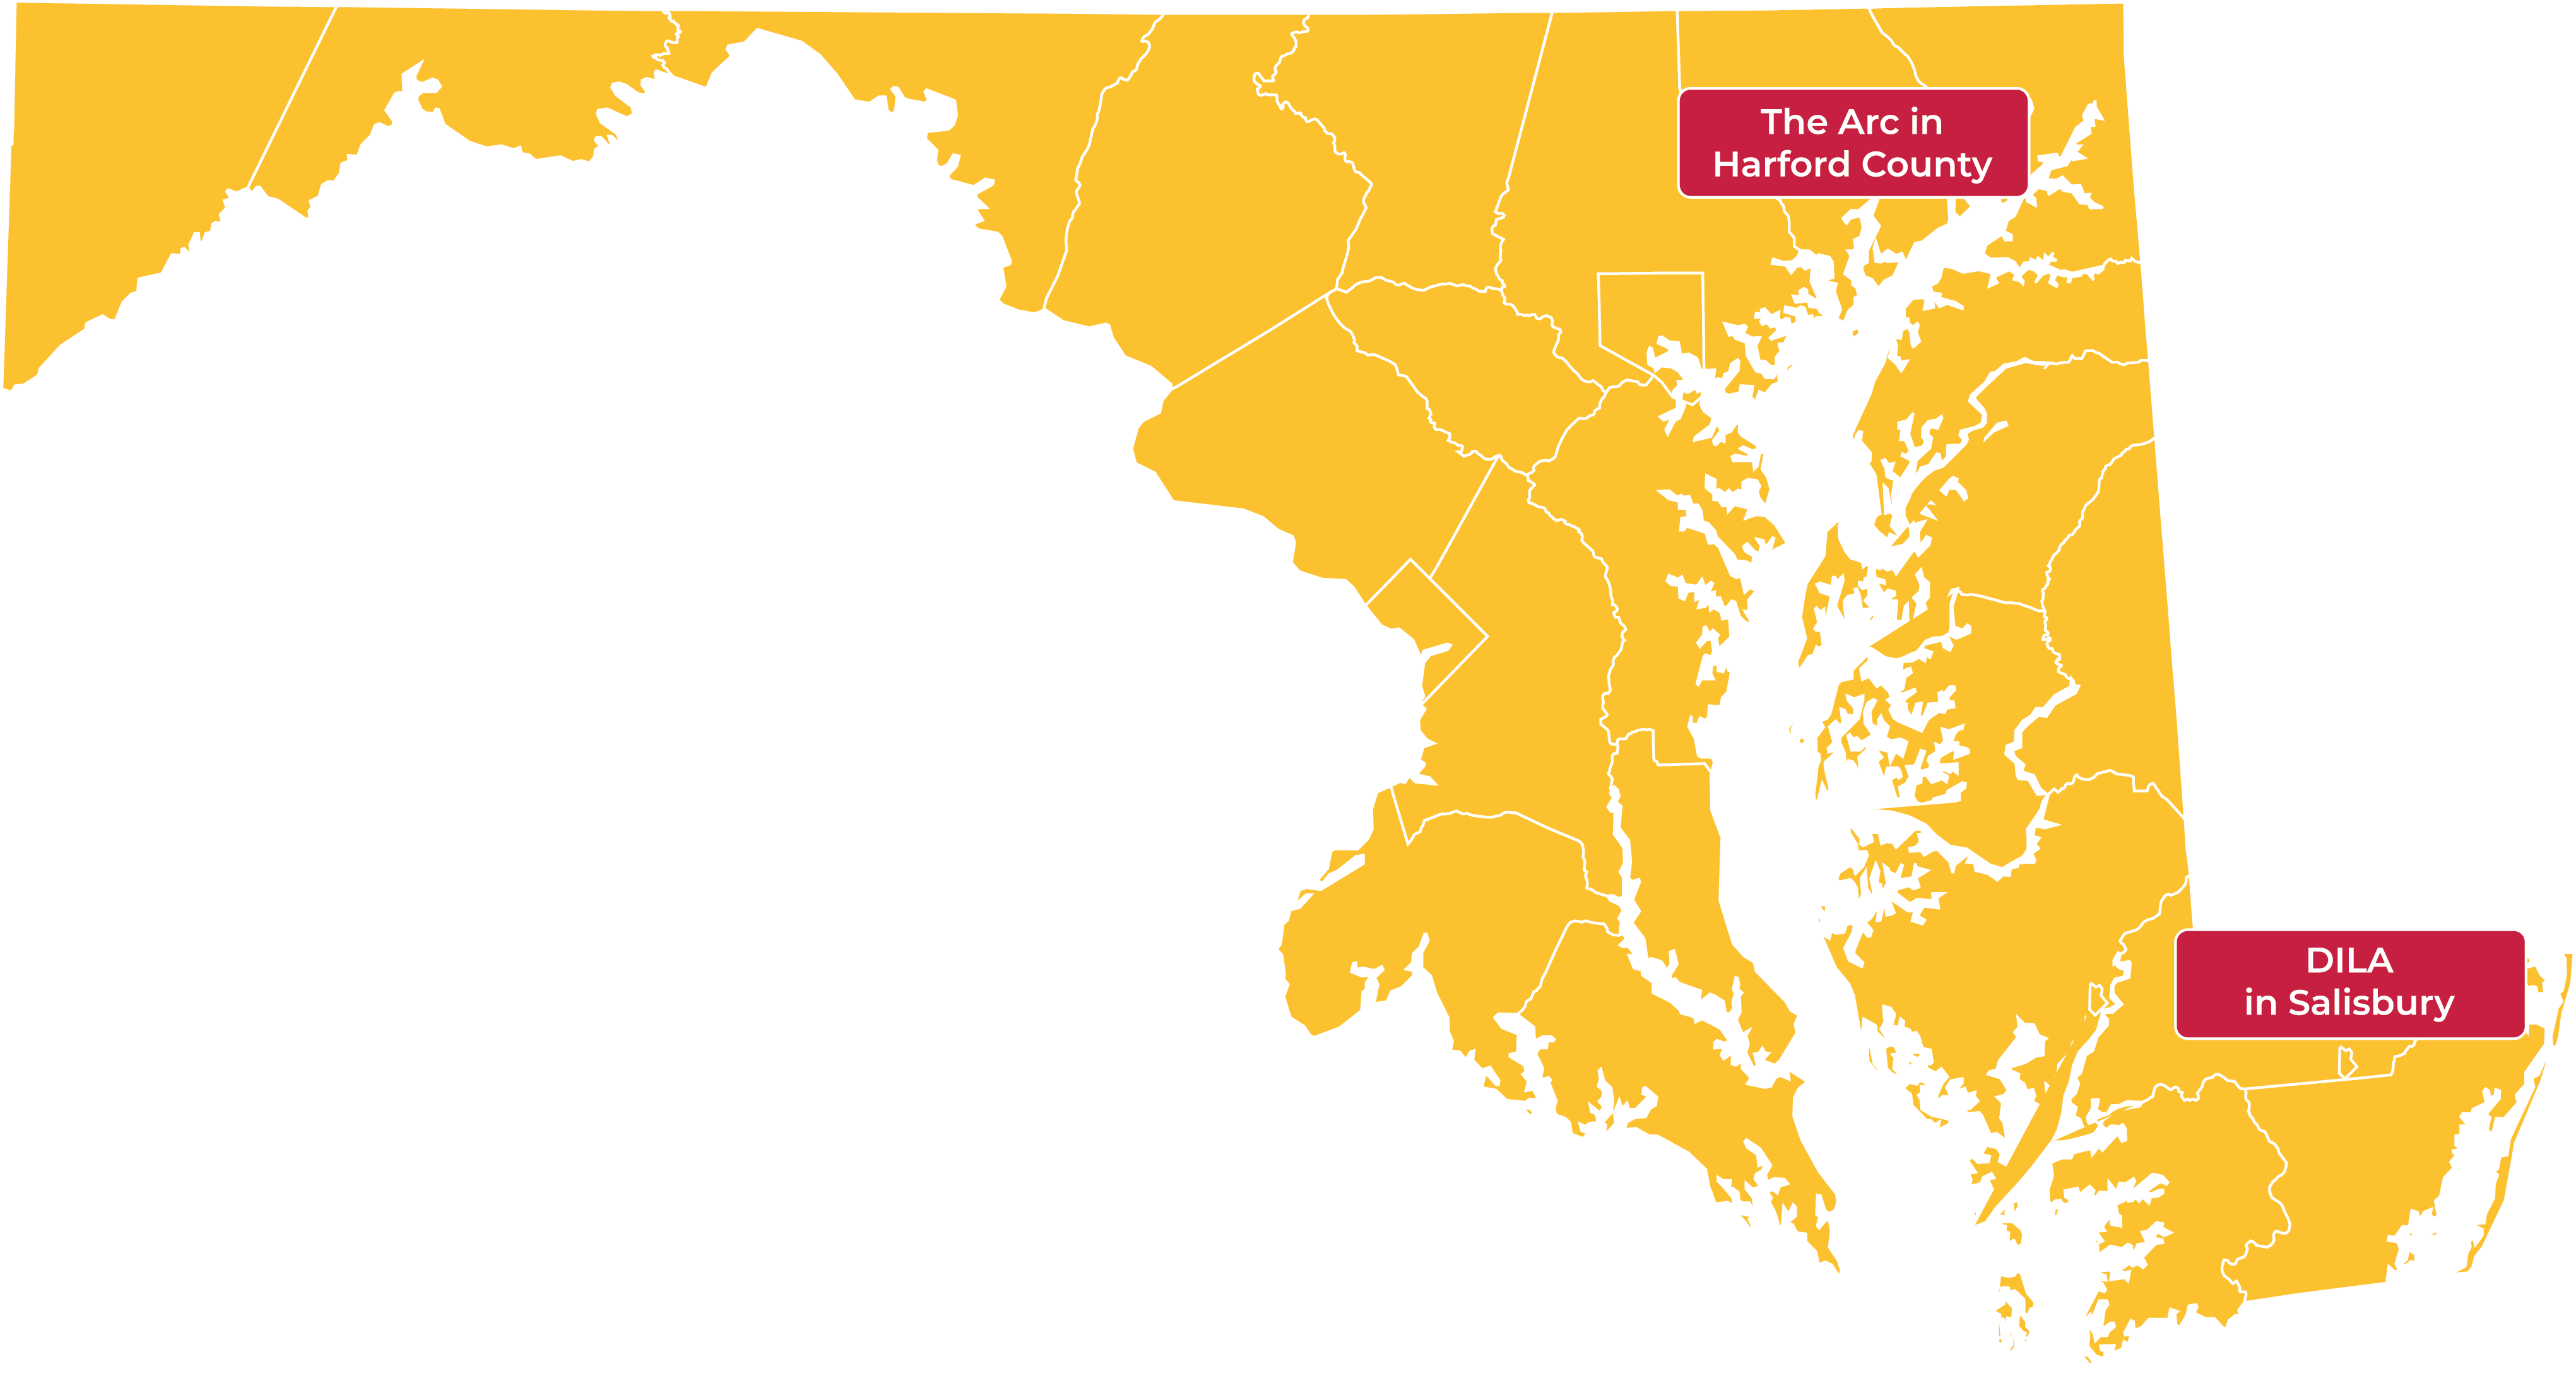 The Arc in
Harford County
DILA
in Salisbury